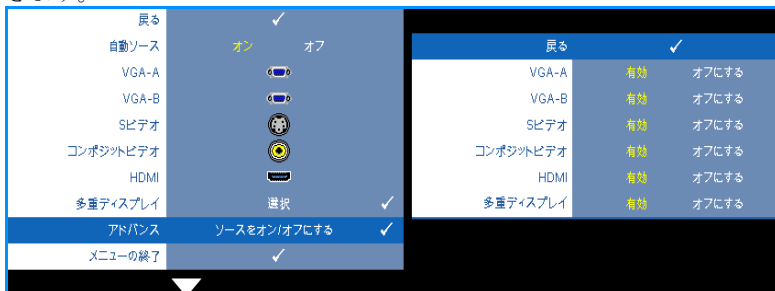 戻る ✓
自動ソース オン オフ
VGA-A
VGA-B
Sビデオ
コンポジットビデオ
HDMI
多重ディスプレイ 選択 ✓
アドバンス ソースをオン/オフにする ✓
メニューの終了 ✓
戻る ✓
VGA-A 有効 オフにする
VGA-B 有効 オフにする
Sビデオ 有効 オフにする
コンポジットビデオ 有効 オフにする
HDMI 有効 オフにする
多重ディスプレイ 有効 オフにする